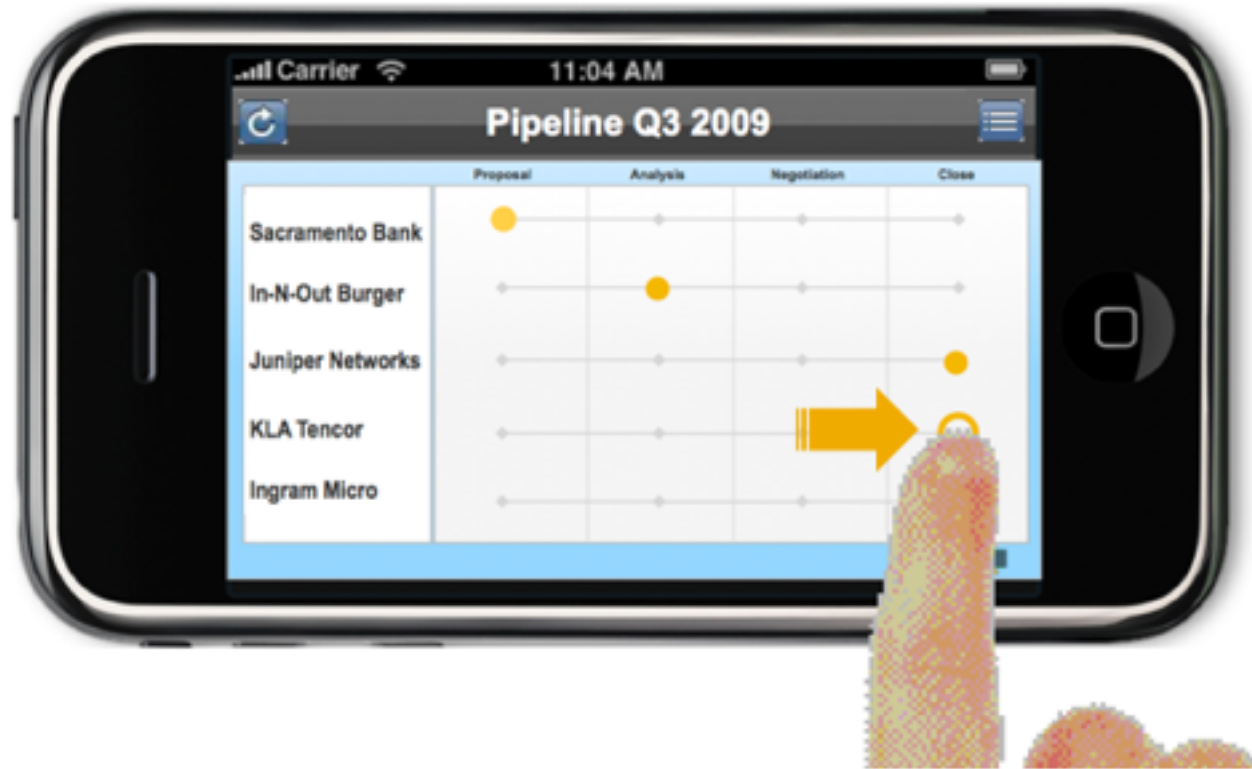 Carrier 11:04 AM
Pipeline Q3 2009
Proposal Analysis Negotiation Close
Sacramento Bank
In-N-Out Burger
Juniper Networks
KLA Tencor
Ingram Micro